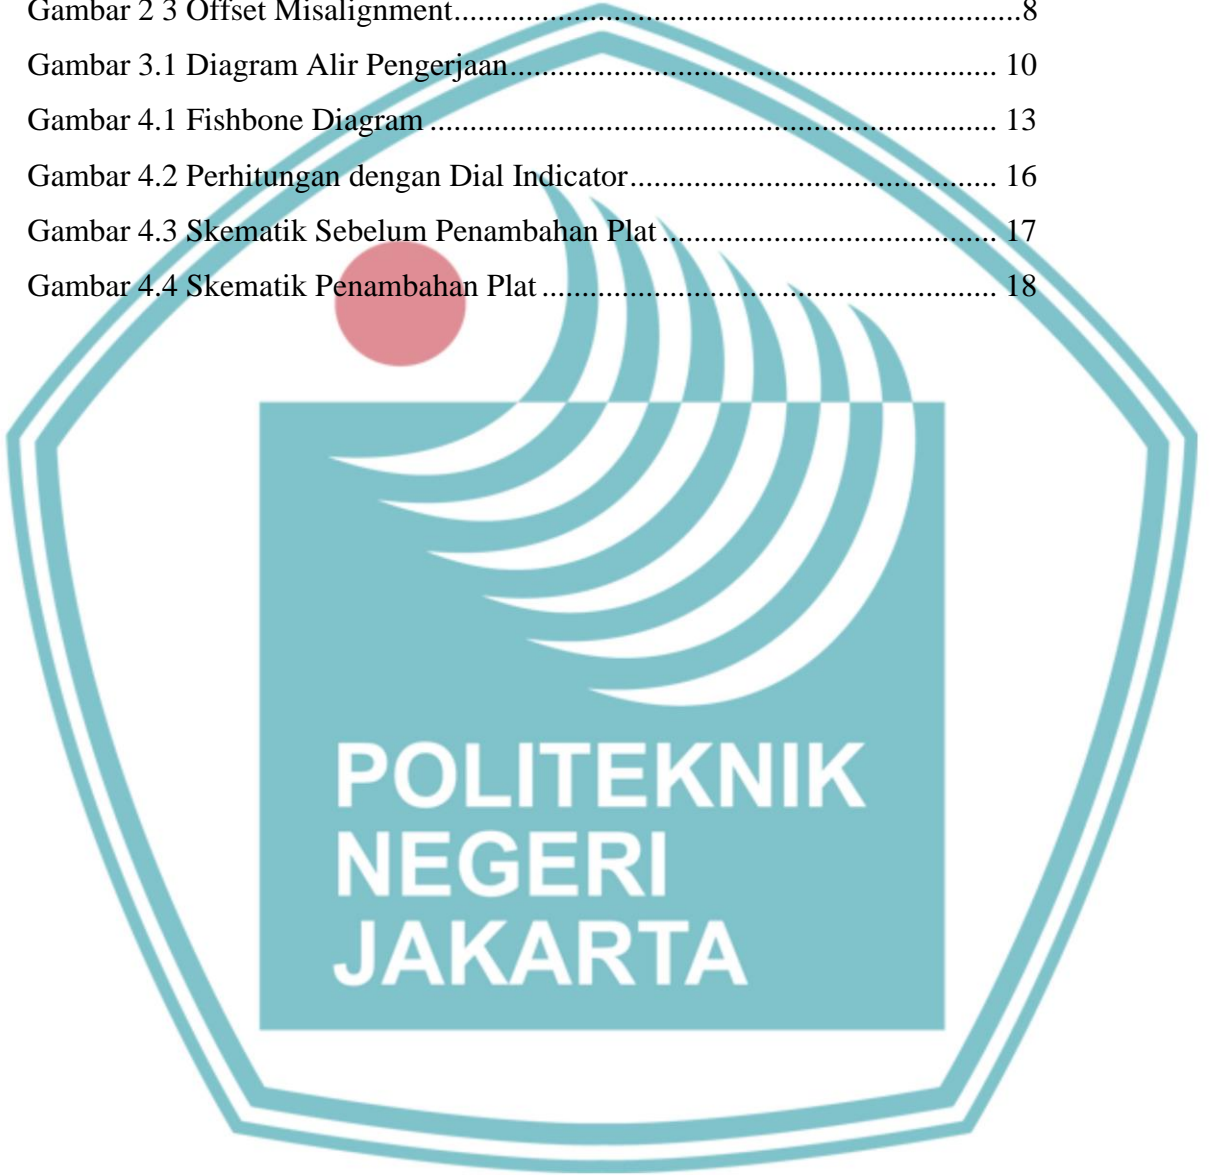 Gambar 2 3 Offset Misalignment......................................................................8
Gambar 3.1 Diagram Alir Pengerjaan............................................................. 10
Gambar 4.1 Fishbone Diagram ....................................................................... 13
Gambar 4.2 Perhitungan dengan Dial Indicator.............................................. 16
Gambar 4.3 Skematik Sebelum Penambahan Plat .......................................... 17
Gambar 4.4 Skematik Penambahan Plat ......................................................... 18
POLITEKNIK
NEGERI
JAKARTA